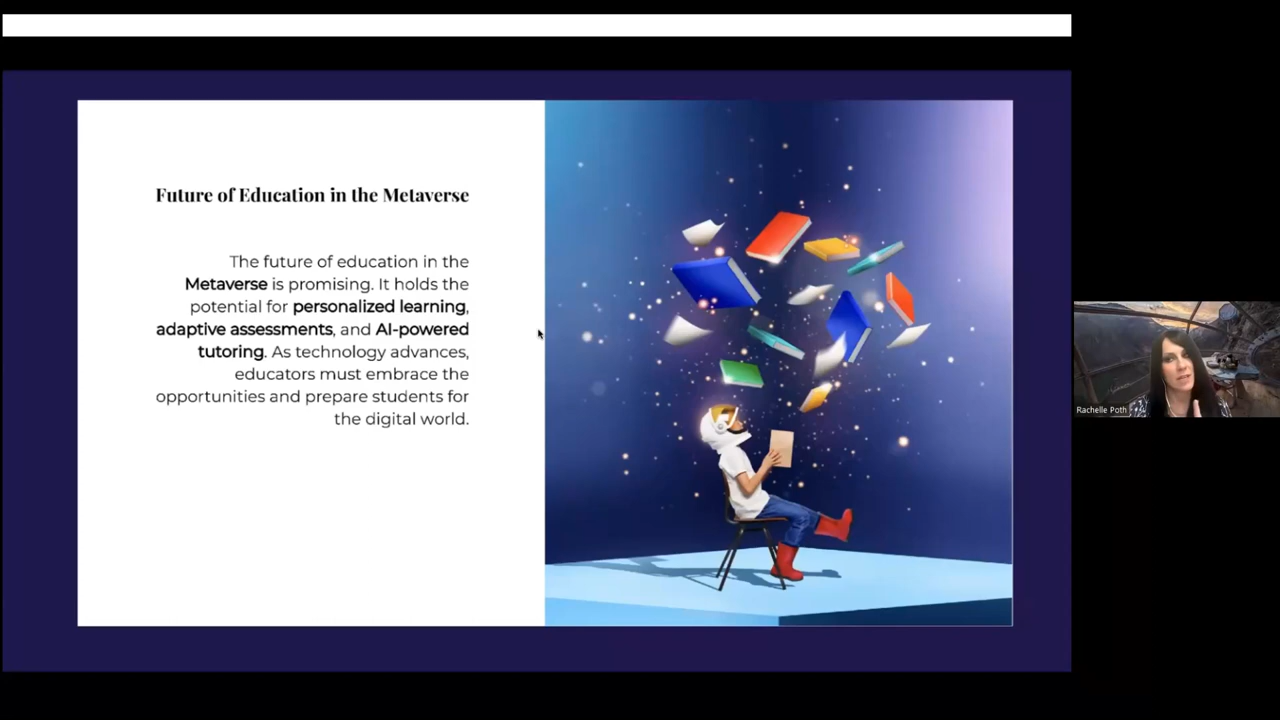 Future of Education in the Metaverse
The future of education in the
Metaverse is promising. It holds the
potential for personalized learning,
adaptive assessments, and AI-powered
tutoring. As technology advances,
educators must embrace the
opportunities and prepare students for
the digital world.
Rachelle Poth